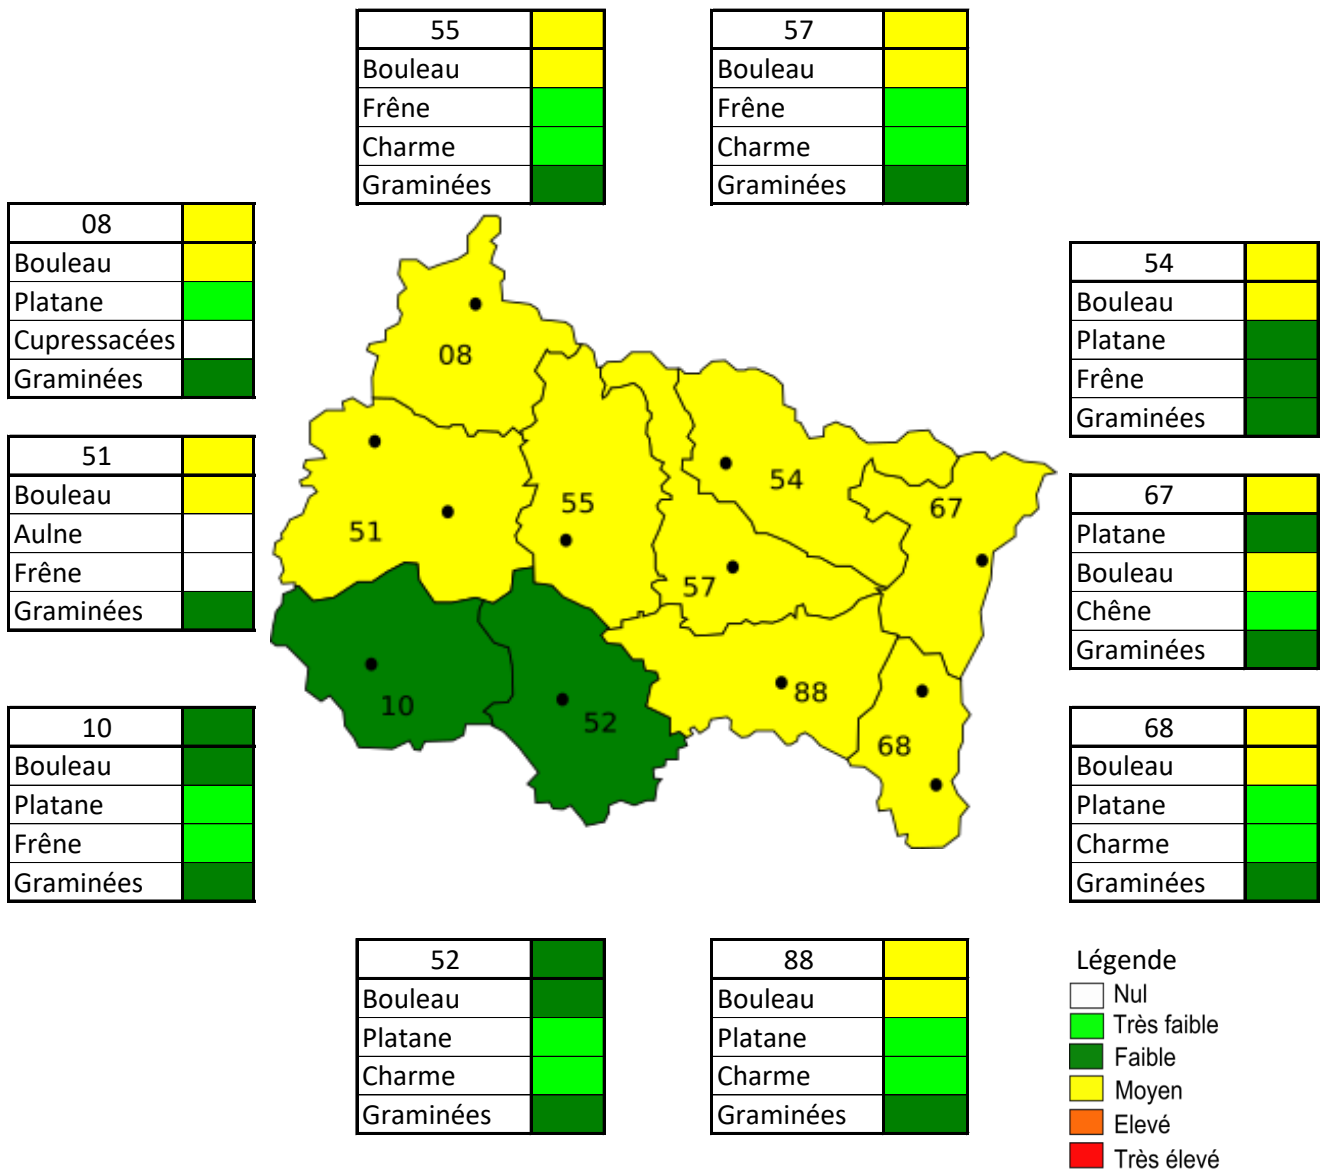 55
Bouleau
Frêne
Charme
Graminées
57
Bouleau
Frêne
Charme
Graminées
08
Bouleau
Platane
Cupressacées
Graminées
54
Bouleau
Platane
Frêne
Graminées
51
Bouleau
Aulne
Frêne
Graminées
67
Platane
Bouleau
Chêne
Graminées
10
Bouleau
Platane
Frêne
Graminées
68
Bouleau
Platane
Charme
Graminées
08
54
55
67
51
57
88
10
52
68
52
Bouleau
Platane
Charme
Graminées
88
Bouleau
Platane
Charme
Graminées
Légende
Nul
Très faible
Faible
Moyen
Elevé
Très élevé